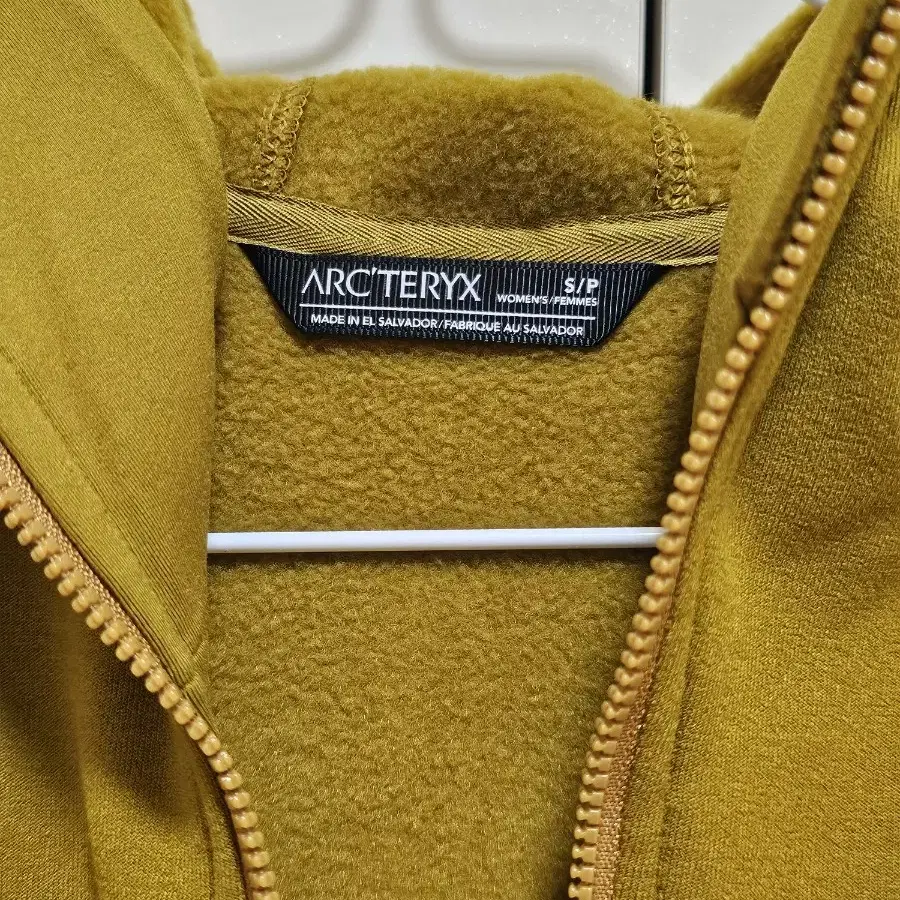 ARC'TERYX S/P
WOMEN'S/FEMMES
MADE IN EL SALVADOR/FABRIQUE AU SALVADOR